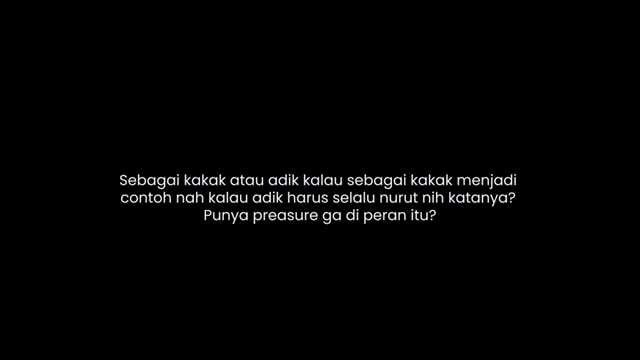 Sebagai kakak atau adik kalau sebagai kakak menjadi
contoh nah kalau adik harus selalu nurut nih katanya?
Punya preasure ga di peran itu?